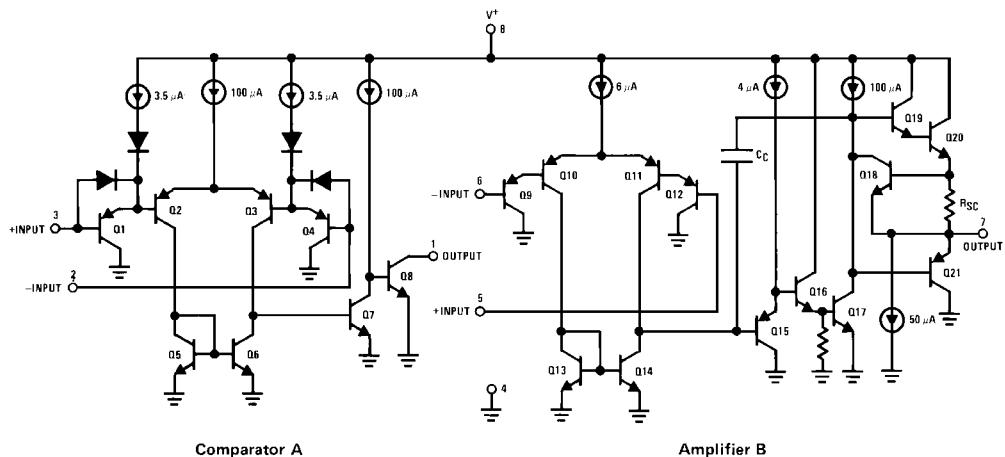 V+
8
3.5 µA
100 µA
3.5 µA
100 µA
6 µA
4 µA
100 µA
Q19
Q20
CC
Q18
Q10
Q11
Q12
6
-INPUT
Q9
RSC
3
+INPUT
Q1
Q2
Q3
Q4
1
OUTPUT
7
OUTPUT
2
-INPUT
Q8
Q21
5
+INPUT
Q16
Q17
Q7
Q15
50 µA
Q5
Q6
Q13
Q14
4
Comparator A
Amplifier B